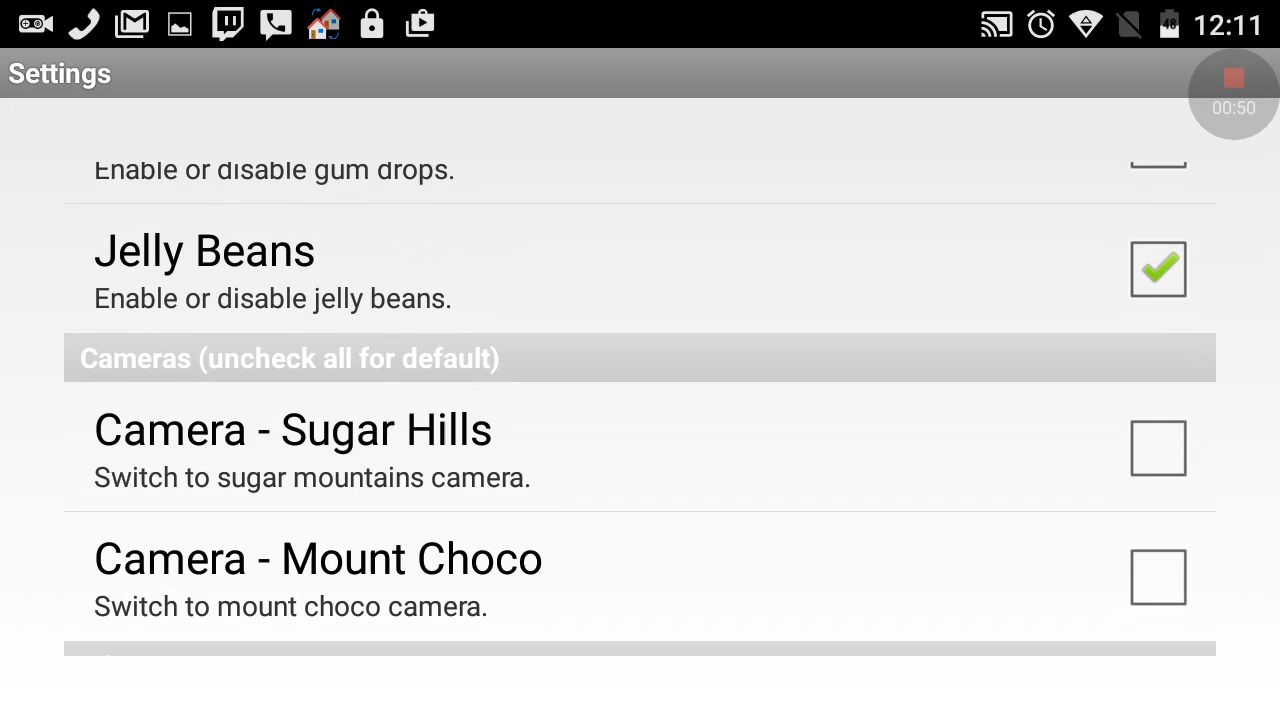 48 12:11
Settings
00:50
Enable or disable gum drops.
Jelly Beans
Enable or disable jelly beans.
Cameras (uncheck all for default)
Camera - Sugar Hills
Switch to sugar mountains camera.
Camera - Mount Choco
Switch to mount choco camera.